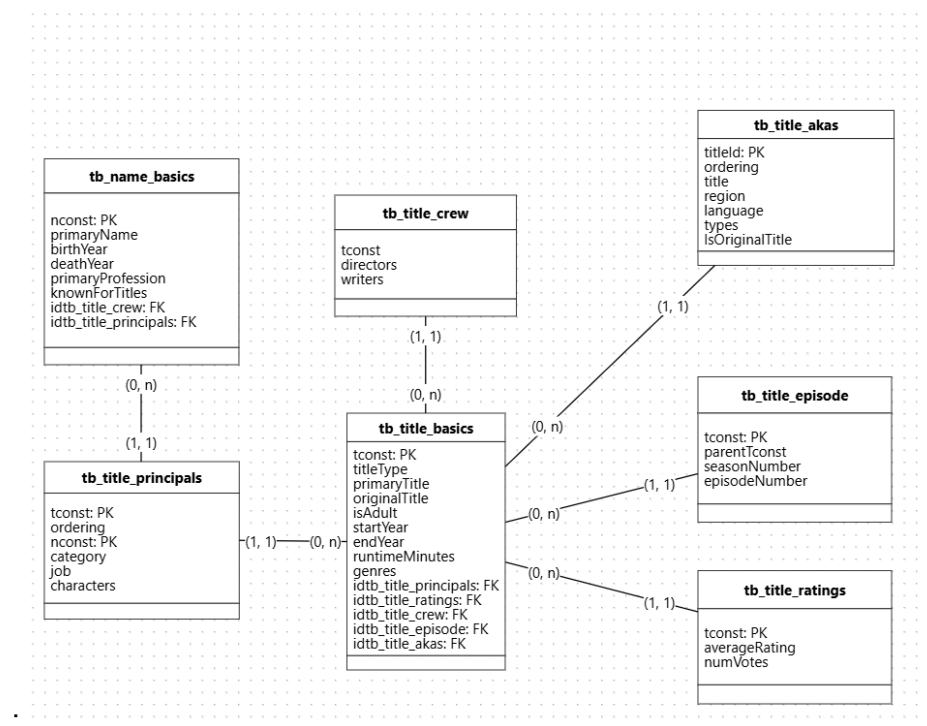 tb_title_akas
titleId: PK
ordering
title
region
language
types
IsOriginalTitle
tb_name_basics
nconst: PK
primaryName
birthYear
deathYear
primaryProfession
knownForTitles
idtb_title_crew: FK
idtb_title_principals: FK
tb_title_crew
tconst
directors
writers
(1, 1)
(1, 1)
(0, n)
(0, n)
(1, 1)
(0, n)
tb_title_principals
tconst: PK
ordering
nconst: PK
category
job
characters
(1, 1)
(0, n)
tb_title_basics
tconst: PK
titleType
primaryTitle
originalTitle
isAdult
startYear
endYear
runtimeMinutes
genres
idtb_title_principals: FK
idtb_title_ratings: FK
idtb_title_crew: FK
idtb_title_episode: FK
idtb_title_akas: FK
tb_title_episode
tconst: PK
parentTconst
seasonNumber
episodeNumber
(1, 1)
(0, n)
(0, n)
(1, 1)
tb_title_ratings
tconst: PK
averageRating
numVotes
.